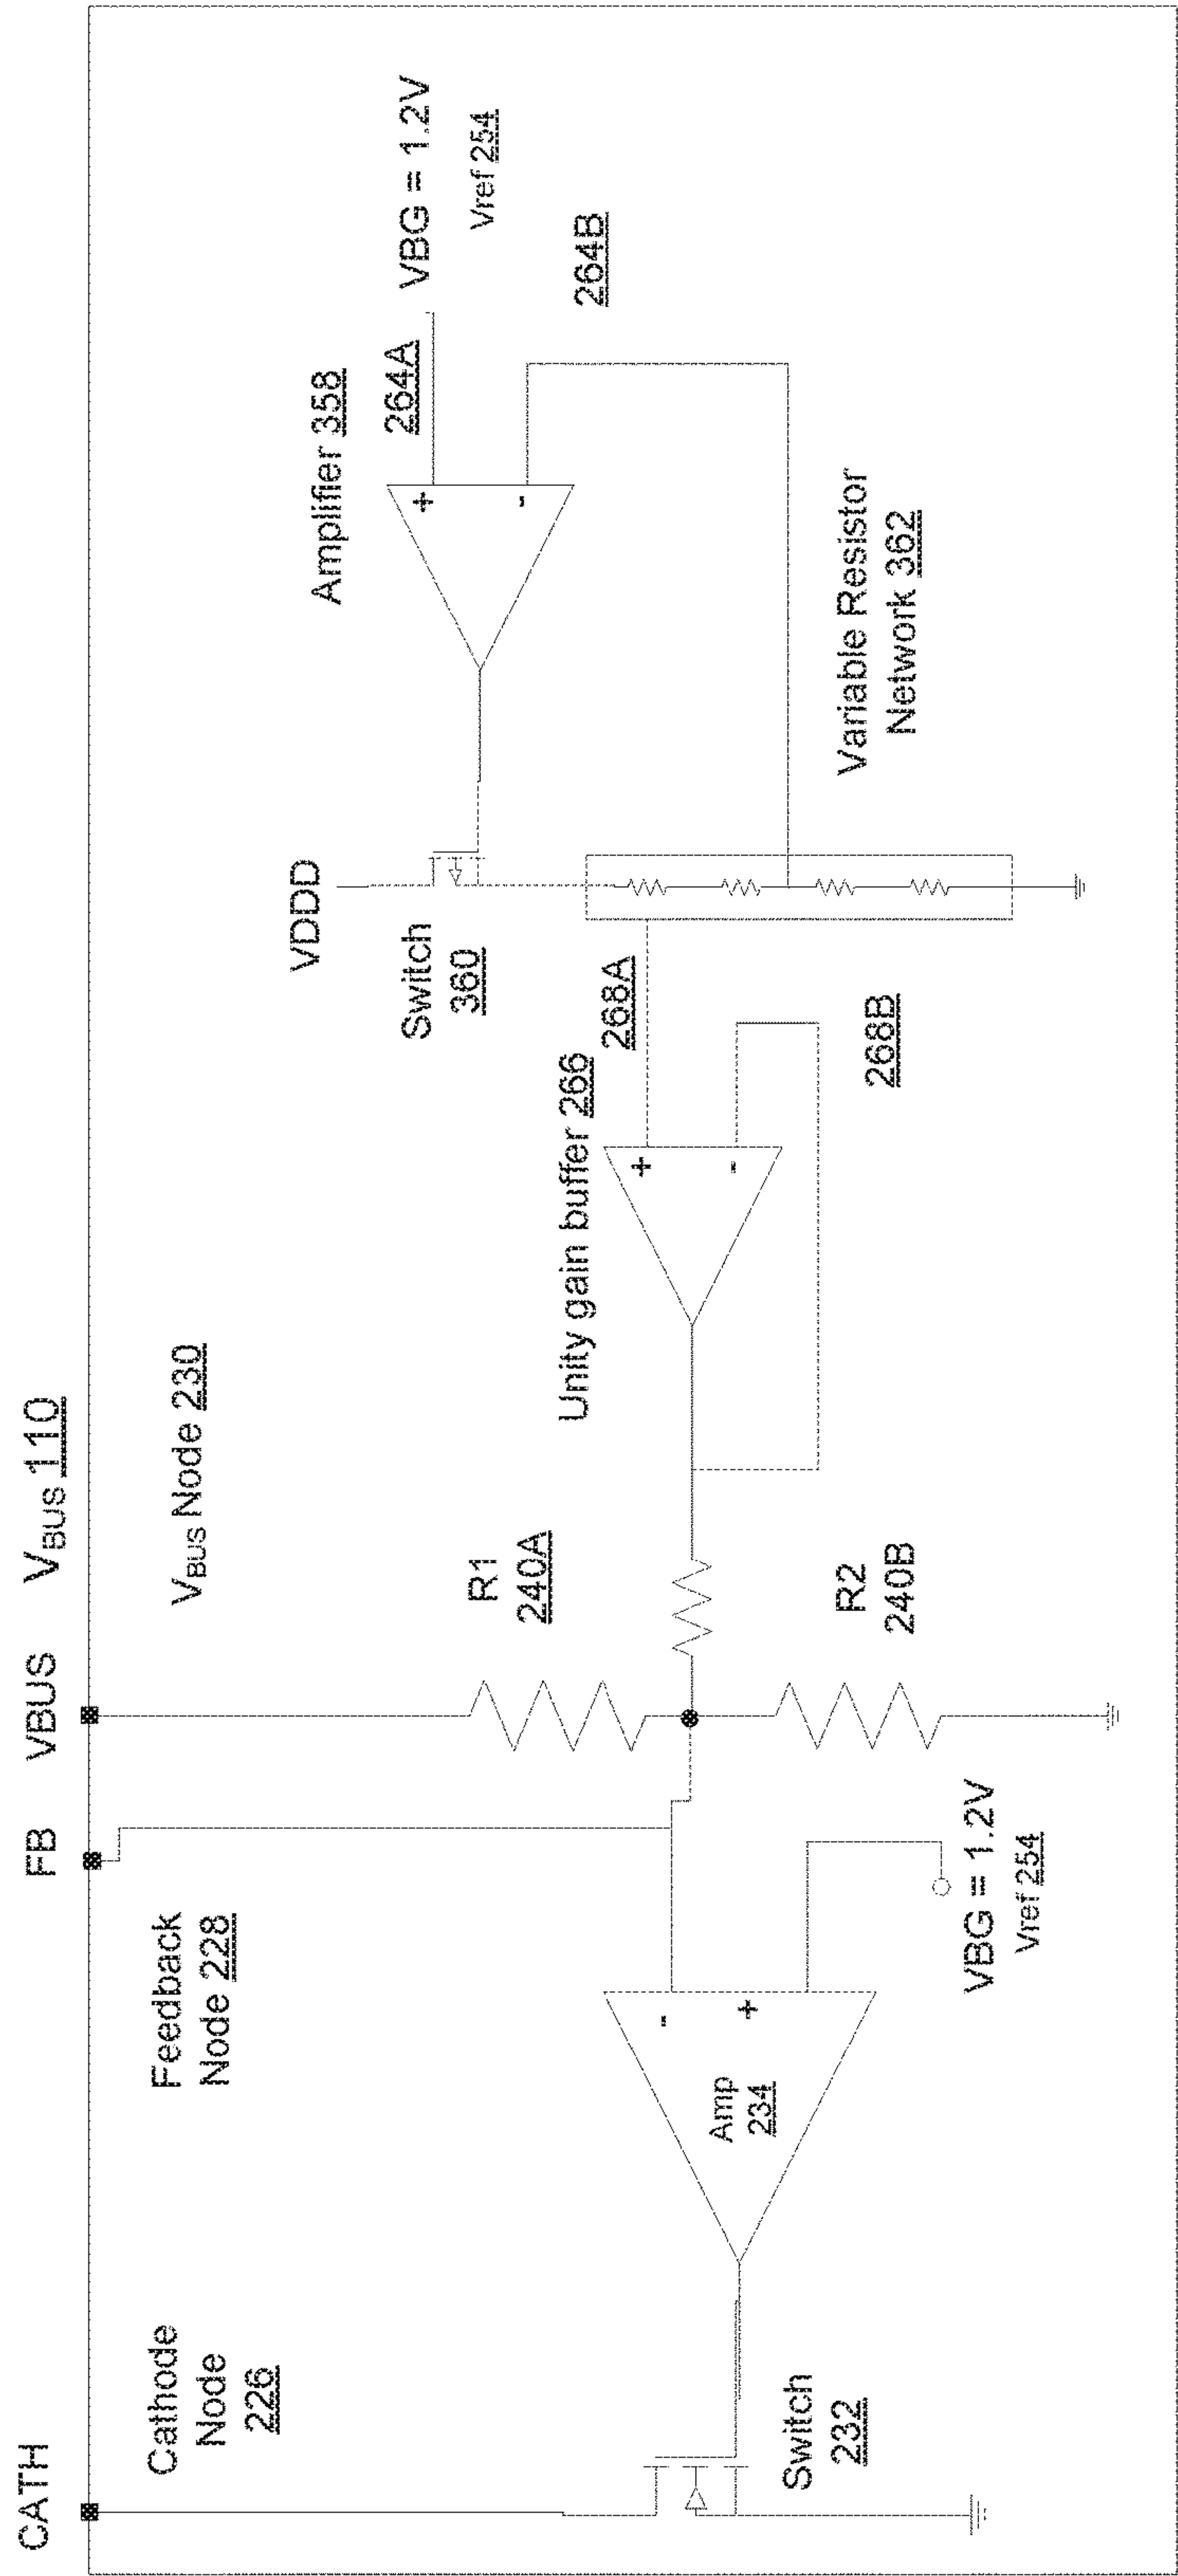 CATH
FB
VBUS
VBUS 110
Cathode
Node
226
Feedback
Node 228
VBUS Node 230
VDDD
Amplifier 358
VBG = 1.2V
Vref 254
264A
264B
Switch
360
R1
240A
Unity gain buffer 266
268A
268B
+
-
+
-
-
+
Amp
234
Switch
232
R2
240B
VBG = 1.2V
Vref 254
Variable Resistor
Network 362